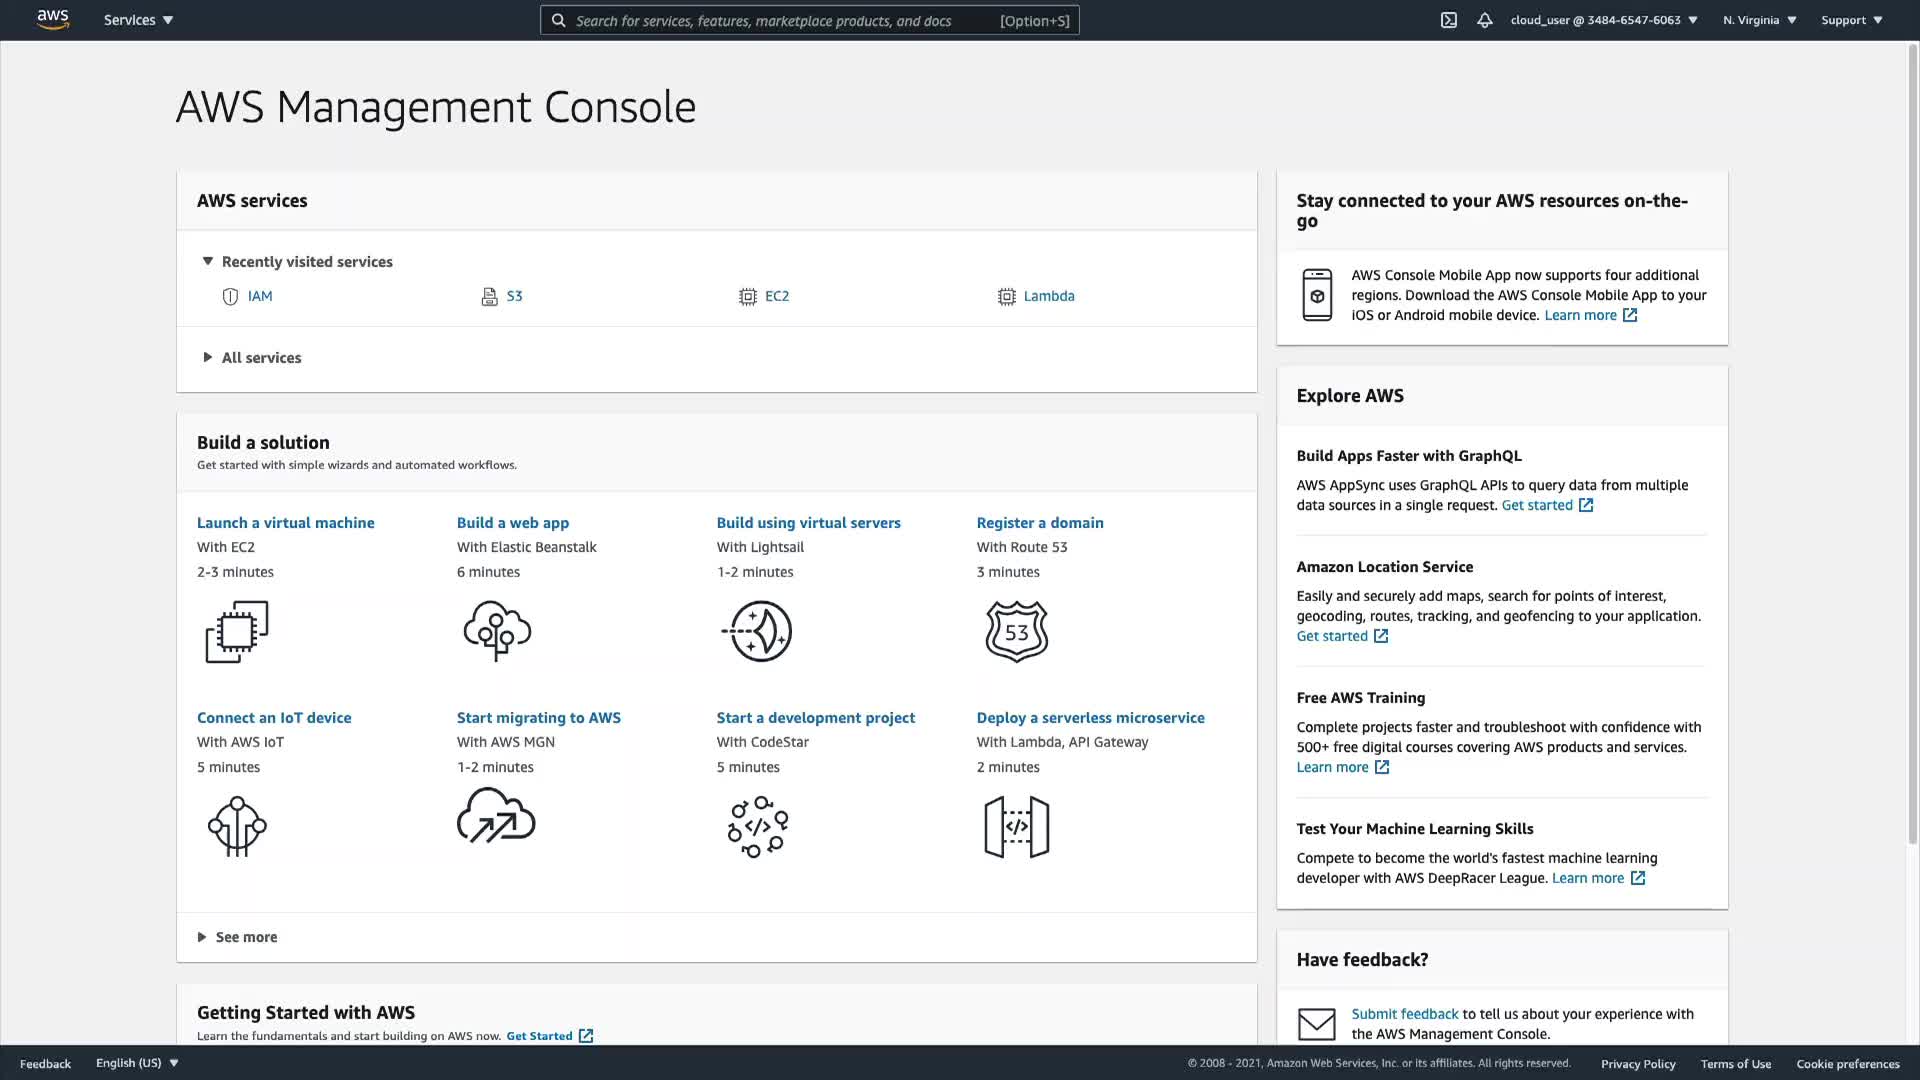 aws
Services
Search for services, features, marketplace products, and docs [Option+S]
cloud_user @ 3484-6547-6063
N. Virginia
Support
AWS Management Console
AWS services
Recently visited services
IAM
S3
EC2
Lambda
All services
Build a solution
Get started with simple wizards and automated workflows.
Launch a virtual machine
With EC2
2-3 minutes
Build a web app
With Elastic Beanstalk
6 minutes
Build using virtual servers
With Lightsail
1-2 minutes
Register a domain
With Route 53
3 minutes
53
Connect an IoT device
With AWS IoT
5 minutes
Start migrating to AWS
With AWS MGN
1-2 minutes
Start a development project
With CodeStar
5 minutes
</>
Deploy a serverless microservice
With Lambda, API Gateway
2 minutes
</>
See more
Getting Started with AWS
Learn the fundamentals and start building on AWS now. Get Started
Stay connected to your AWS resources on-the-
go
AWS Console Mobile App now supports four additional
regions. Download the AWS Console Mobile App to your
iOS or Android mobile device. Learn more
Explore AWS
Build Apps Faster with GraphQL
AWS AppSync uses GraphQL APIs to query data from multiple
data sources in a single request. Get started
Amazon Location Service
Easily and securely add maps, search for points of interest,
geocoding, routes, tracking, and geofencing to your application.
Get started
Free AWS Training
Complete projects faster and troubleshoot with confidence with
500+ free digital courses covering AWS products and services.
Learn more
Test Your Machine Learning Skills
Compete to become the world's fastest machine learning
developer with AWS DeepRacer League. Learn more
Have feedback?
Submit feedback to tell us about your experience with
the AWS Management Console.
Feedback
English (US)
© 2008 - 2021, Amazon Web Services, Inc. or its affiliates. All rights reserved.
Privacy Policy
Terms of Use
Cookie preferences